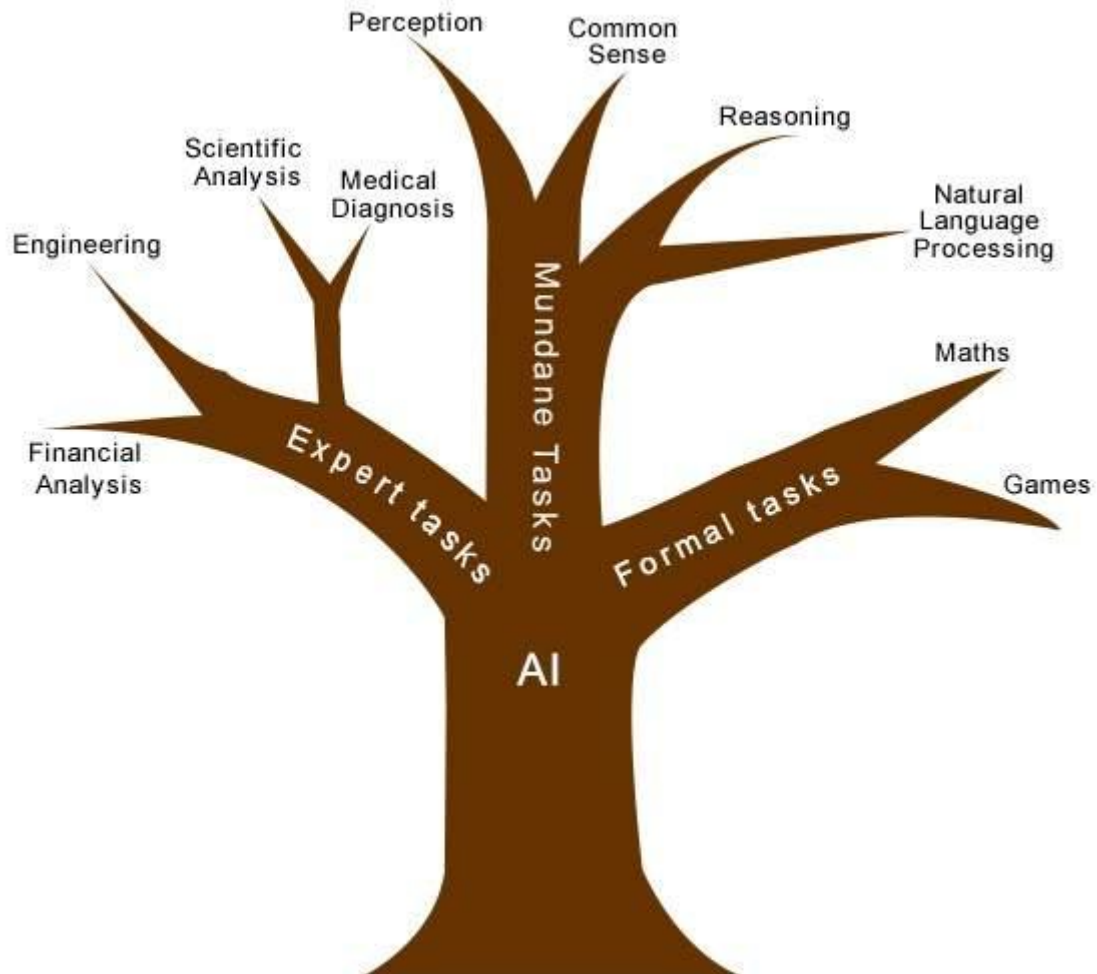 Perception
Common
Sense
Reasoning
Scientific
Analysis
Medical
Diagnosis
Natural
Language
Processing
Engineering
Mundane Tasks
Maths
Financial
Analysis
Expert tasks
Formal tasks
Games
AI